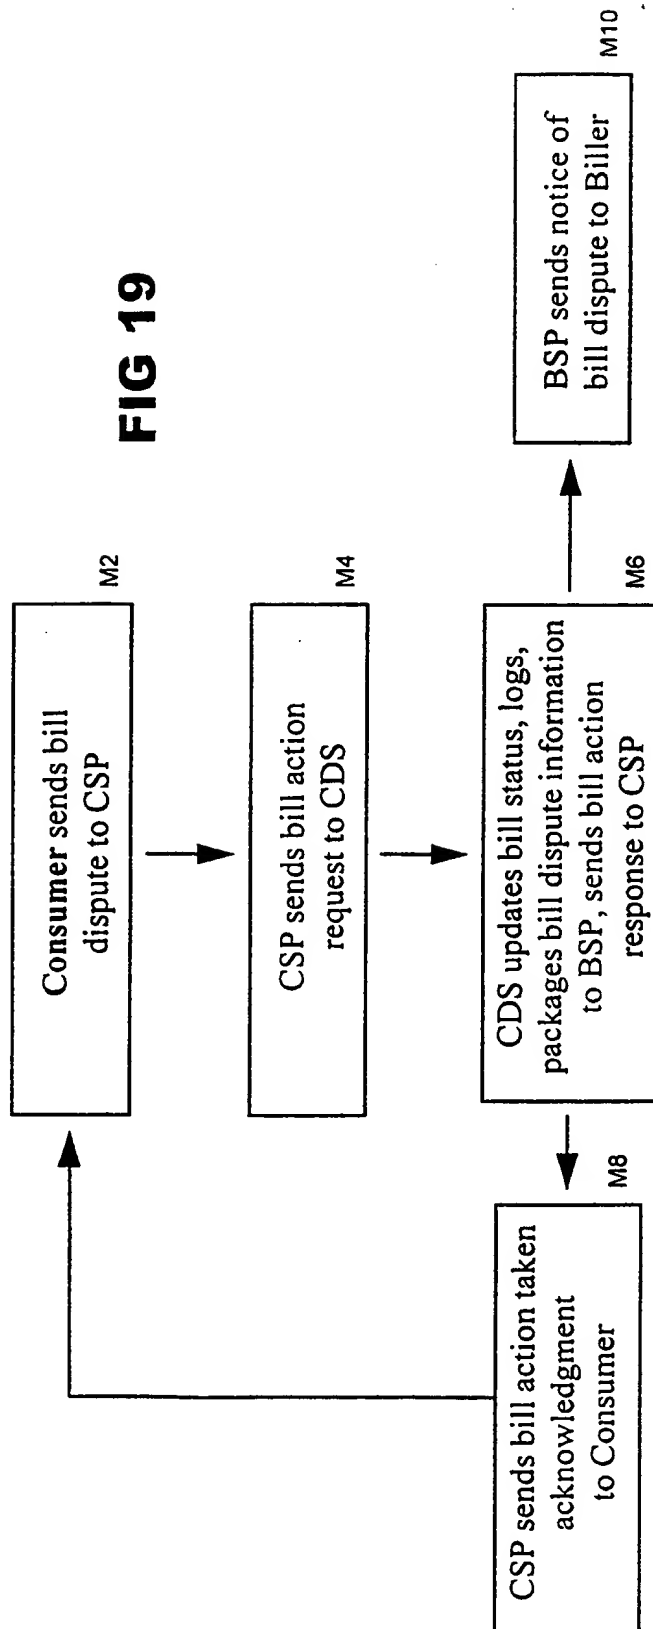 FIG 19
Consumer sends bill
dispute to CSP
M2
CSP sends bill action
request to CDS
M4
CDS updates bill status, logs,
packages bill dispute information
to BSP, sends bill action
response to CSP
M6
CSP sends bill action taken
acknowledgment
to Consumer
M8
BSP sends notice of
bill dispute to Biller
M10